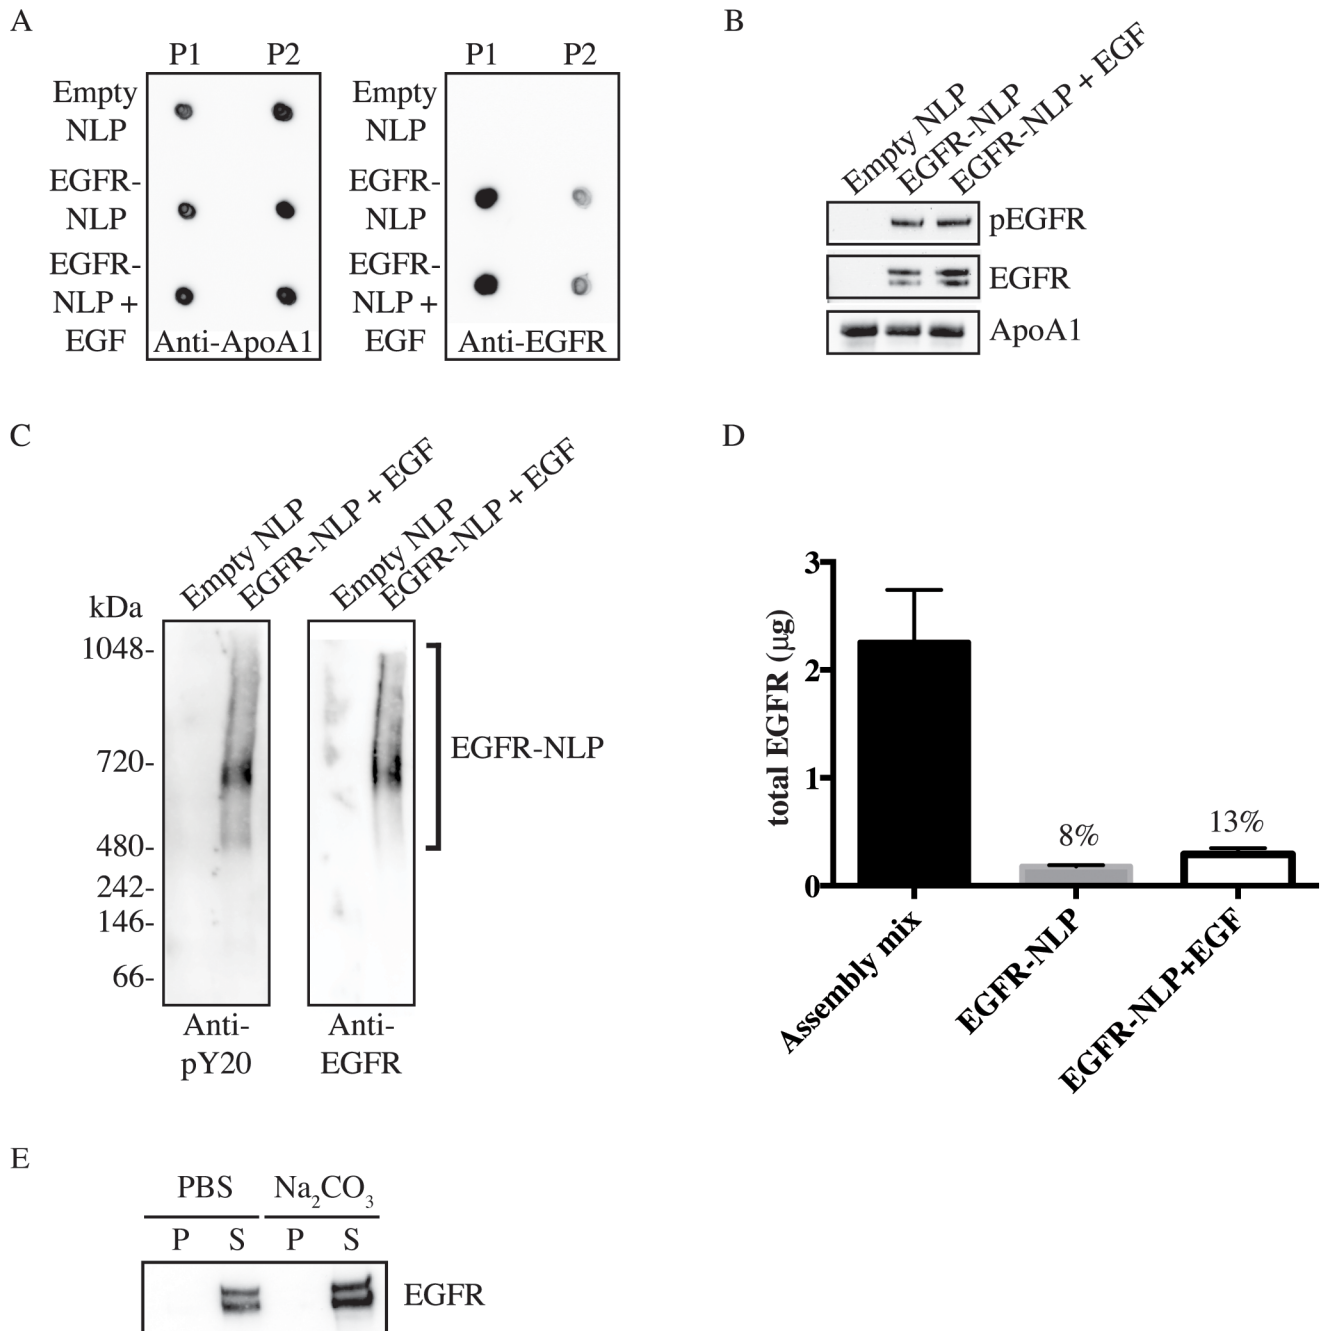 A
P1 P2
Empty
NLP
EGFR-
NLP
EGFR-
NLP +
EGF
Anti-ApoA1
P1 P2
Empty
NLP
EGFR-
NLP
EGFR-
NLP +
EGF
Anti-EGFR
B
Empty NLP
EGFR-NLP
EGFR-NLP + EGF
pEGFR
EGFR
ApoA1
C
Empty NLP
EGFR-NLP + EGF
Empty NLP
EGFR-NLP + EGF
kDa
1048-
720-
480-
242-
146-
66-
EGFR-NLP
Anti-
pY20
Anti-
EGFR
D
total EGFR (µg)
3
2
1
0
8%
13%
Assembly mix
EGFR-NLP
EGFR-NLP+EGF
E
PBS Na₂CO₃
P S P S
EGFR